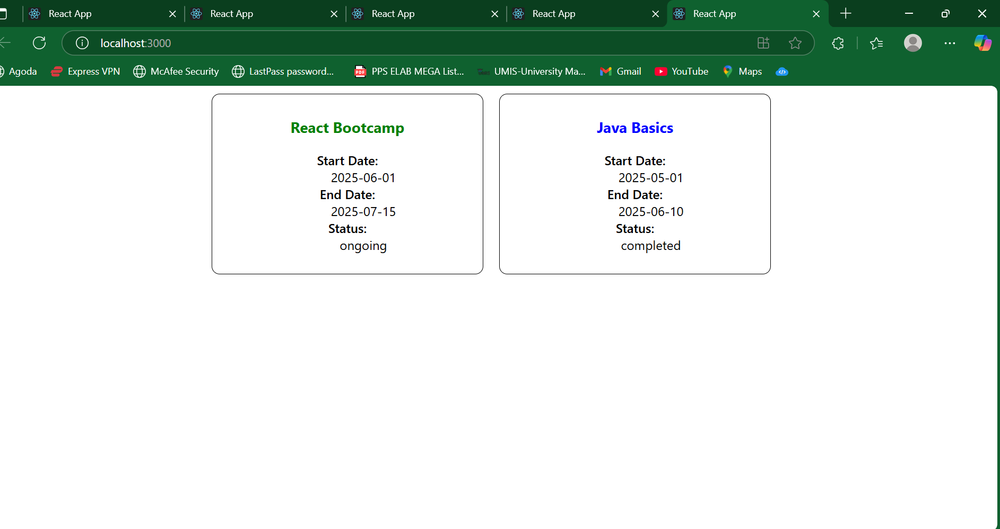 React App React App React App React App React App
localhost:3000
Agoda Express VPN McAfee Security LastPass password... PPS ELAB MEGA List... UMIS-University Ma... Gmail YouTube Maps
React Bootcamp
Start Date:
2025-06-01
End Date:
2025-07-15
Status:
ongoing
Java Basics
Start Date:
2025-05-01
End Date:
2025-06-10
Status:
completed